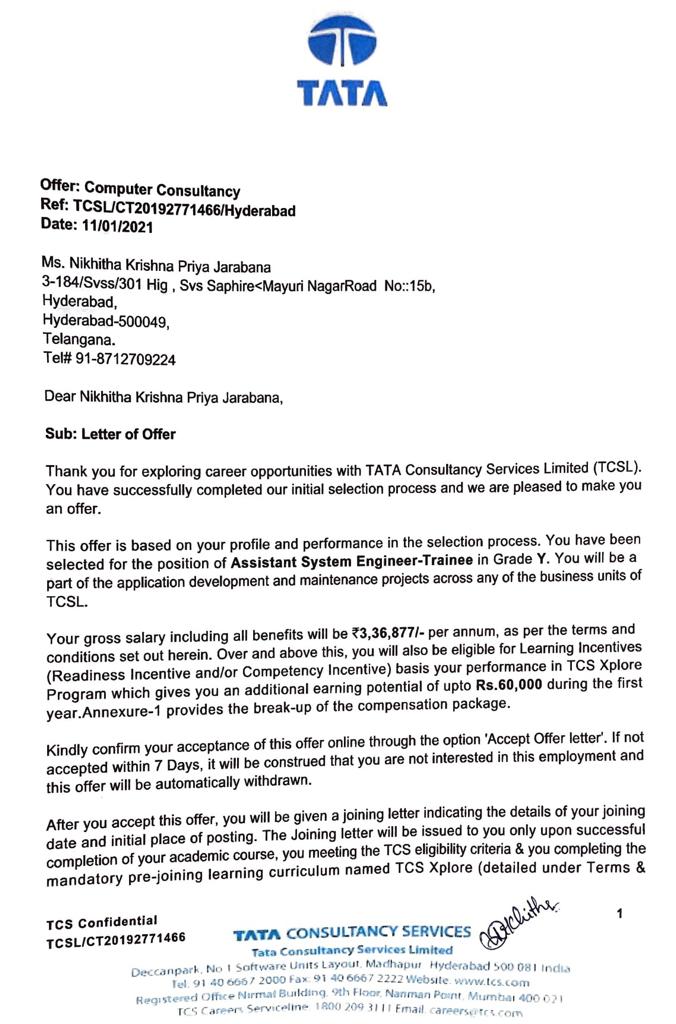 TATA
Offer: Computer Consultancy
Ref: TCSL/CT20192771466/Hyderabad
Date: 11/01/2021
Ms. Nikhitha Krishna Priya Jarabana
3-184/Svss/301 Hig , Svs Saphire<Mayuri NagarRoad No::15b,
Hyderabad,
Hyderabad-500049,
Telangana.
Tel# 91-8712709224
Dear Nikhitha Krishna Priya Jarabana,
Sub: Letter of Offer
Thank you for exploring career opportunities with TATA Consultancy Services Limited (TCSL).
You have successfully completed our initial selection process and we are pleased to make you
an offer.
This offer is based on your profile and performance in the selection process. You have been
selected for the position of Assistant System Engineer-Trainee in Grade Y. You will be a
part of the application development and maintenance projects across any of the business units of
TCSL.
Your gross salary including all benefits will be ₹3,36,877/- per annum, as per the terms and
conditions set out herein. Over and above this, you will also be eligible for Learning Incentives
(Readiness Incentive and/or Competency Incentive) basis your performance in TCS Xplore
Program which gives you an additional earning potential of upto Rs.60,000 during the first
year.Annexure-1 provides the break-up of the compensation package.
Kindly confirm your acceptance of this offer online through the option 'Accept Offer letter'. If not
accepted within 7 Days, it will be construed that you are not interested in this employment and
this offer will be automatically withdrawn.
After you accept this offer, you will be given a joining letter indicating the details of your joining
date and initial place of posting. The Joining letter will be issued to you only upon successful
completion of your academic course, you meeting the TCS eligibility criteria & you completing the
mandatory pre-joining learning curriculum named TCS Xplore (detailed under Terms &
TCS Confidential
TCSL/CT20192771466
1
TATA CONSULTANCY SERVICES
Tata Consultancy Services Limited
Deccanpark, No 1 Software Units Layout, Madhapur Hyderabad 500 081 India
Tel. 91 40 6667 2000 Fax. 91 40 6667 2222 Website. www.tcs.com
Registered Office Nirmal Building, 9th Floor, Nariman Point, Mumbai 400 021
TCS Careers Serviceline. 1800 209 3111 Email. careers@tcs.com